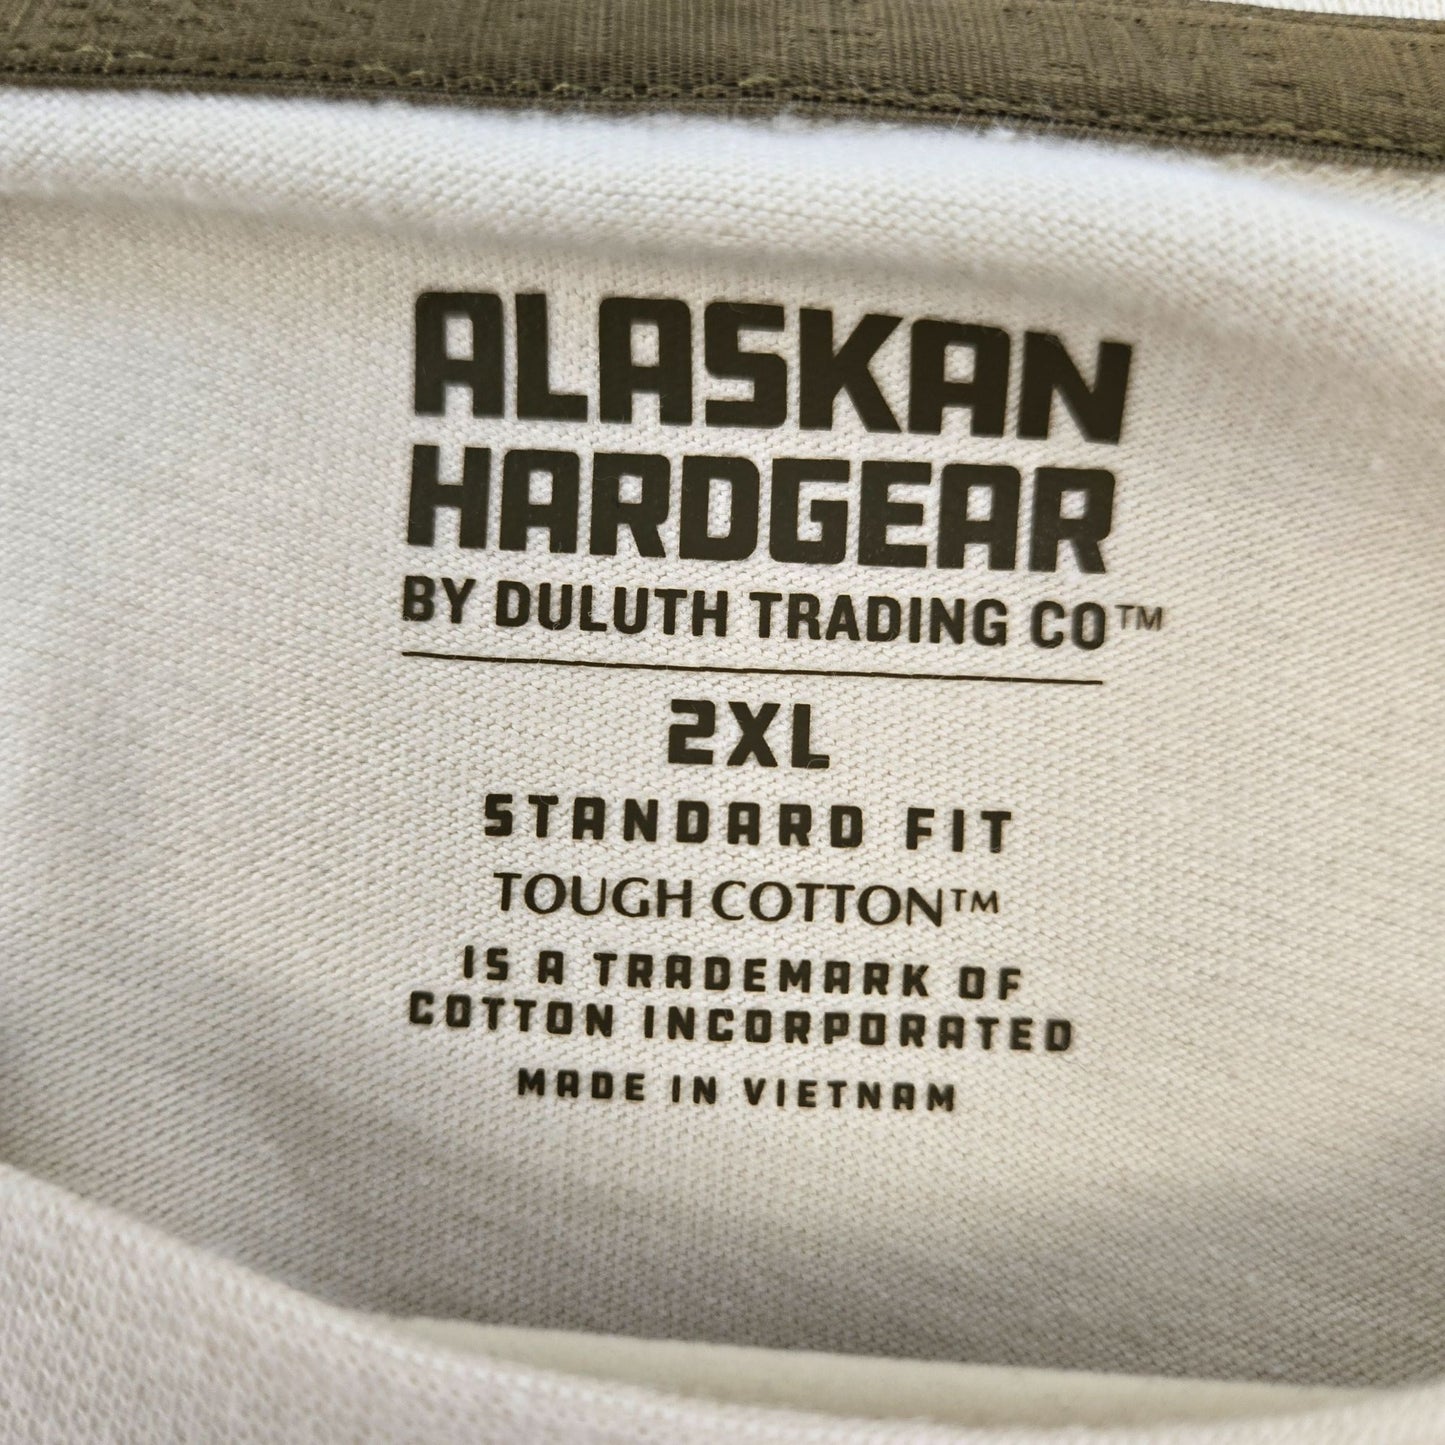 ALASKAN
HARDGEAR
BY DULUTH TRADING CO™
2XL
STANDARD FIT
TOUGH COTTON™
IS A TRADEMARK OF
COTTON INCORPORATED
MADE IN VIETNAM